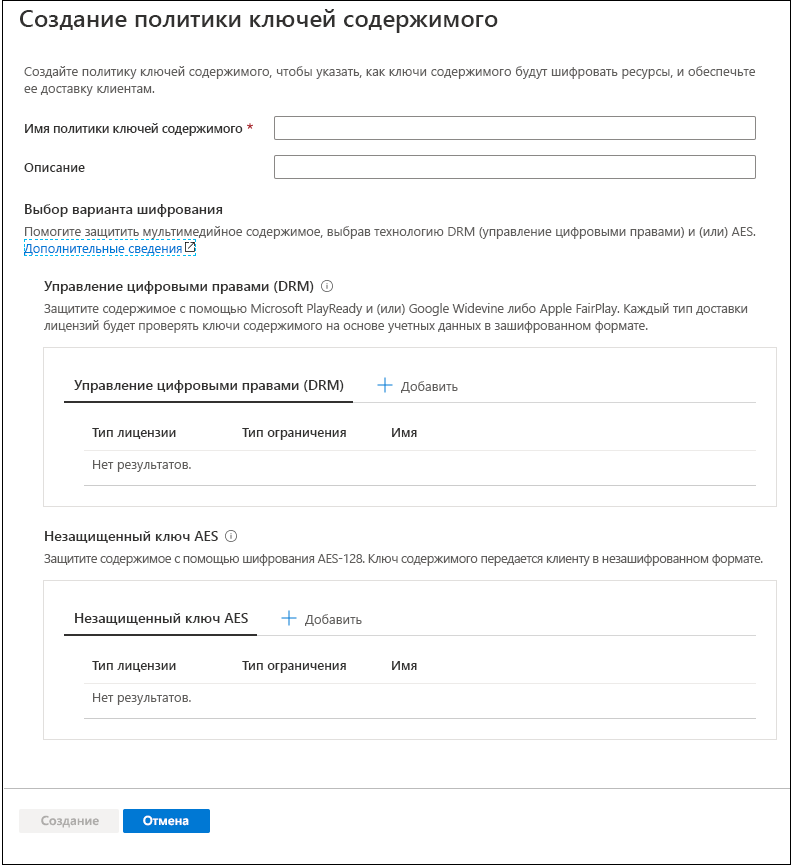 Создание политики ключей содержимого
Создайте политику ключей содержимого, чтобы указать, как ключи содержимого будут шифровать ресурсы, и обеспечьте
ее доставку клиентам.
Имя политики ключей содержимого *
Описание
Выбор варианта шифрования
Помогите защитить мультимедийное содержимое, выбрав технологию DRM (управление цифровыми правами) и (или) AES.
Дополнительные сведения
Управление цифровыми правами (DRM)
Защитите содержимое с помощью Microsoft PlayReady и (или) Google Widevine либо Apple FairPlay. Каждый тип доставки
лицензий будет проверять ключи содержимого на основе учетных данных в зашифрованном формате.
Управление цифровыми правами (DRM) + Добавить
Тип лицензии Тип ограничения Имя
Нет результатов.
Незащищенный ключ AES
Защитите содержимое с помощью шифрования AES-128. Ключ содержимого передается клиенту в незашифрованном формате.
Незащищенный ключ AES + Добавить
Тип лицензии Тип ограничения Имя
Нет результатов.
Создание Отмена